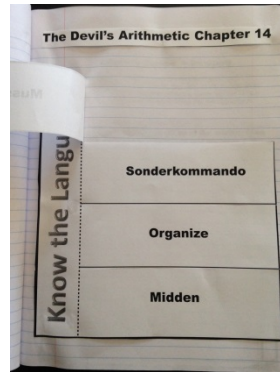 The Devil's Arithmetic Chapter 14
Know the Langu
Sonderkommando
Organize
Midden